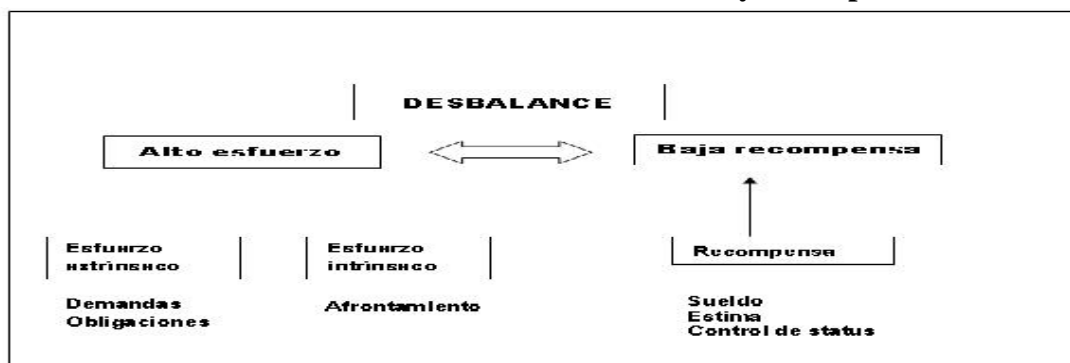 DESBALANCE
Alto esfuerzo
Baja recompensa
Esfuerzo
extrínseco
Esfuerzo
intrínseco
Recompensa
Demandas
Obligaciones
Afrontamiento
Sueldo
Estima
Control de status